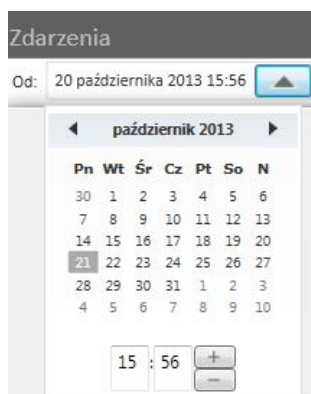 Zdarzenia
Od: 20 października 2013 15:56
październik 2013
Pn Wt Śr Cz Pt So N
30 1 2 3 4 5 6
7 8 9 10 11 12 13
14 15 16 17 18 19 20
21 22 23 24 25 26 27
28 29 30 31 1 2 3
4 5 6 7 8 9 10
15 : 56 +
-